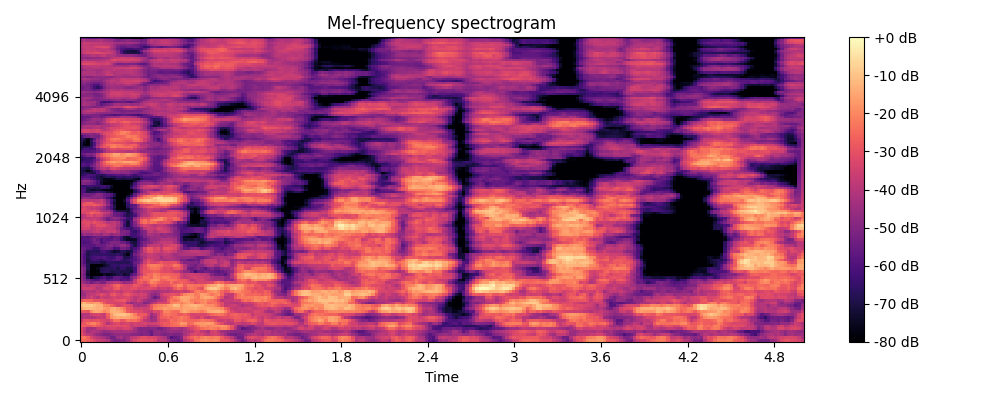 Mel-frequency spectrogram
Hz
4096
2048
1024
512
0
0 0.6 1.2 1.8 2.4 3 3.6 4.2 4.8
Time
+0 dB
-10 dB
-20 dB
-30 dB
-40 dB
-50 dB
-60 dB
-70 dB
-80 dB